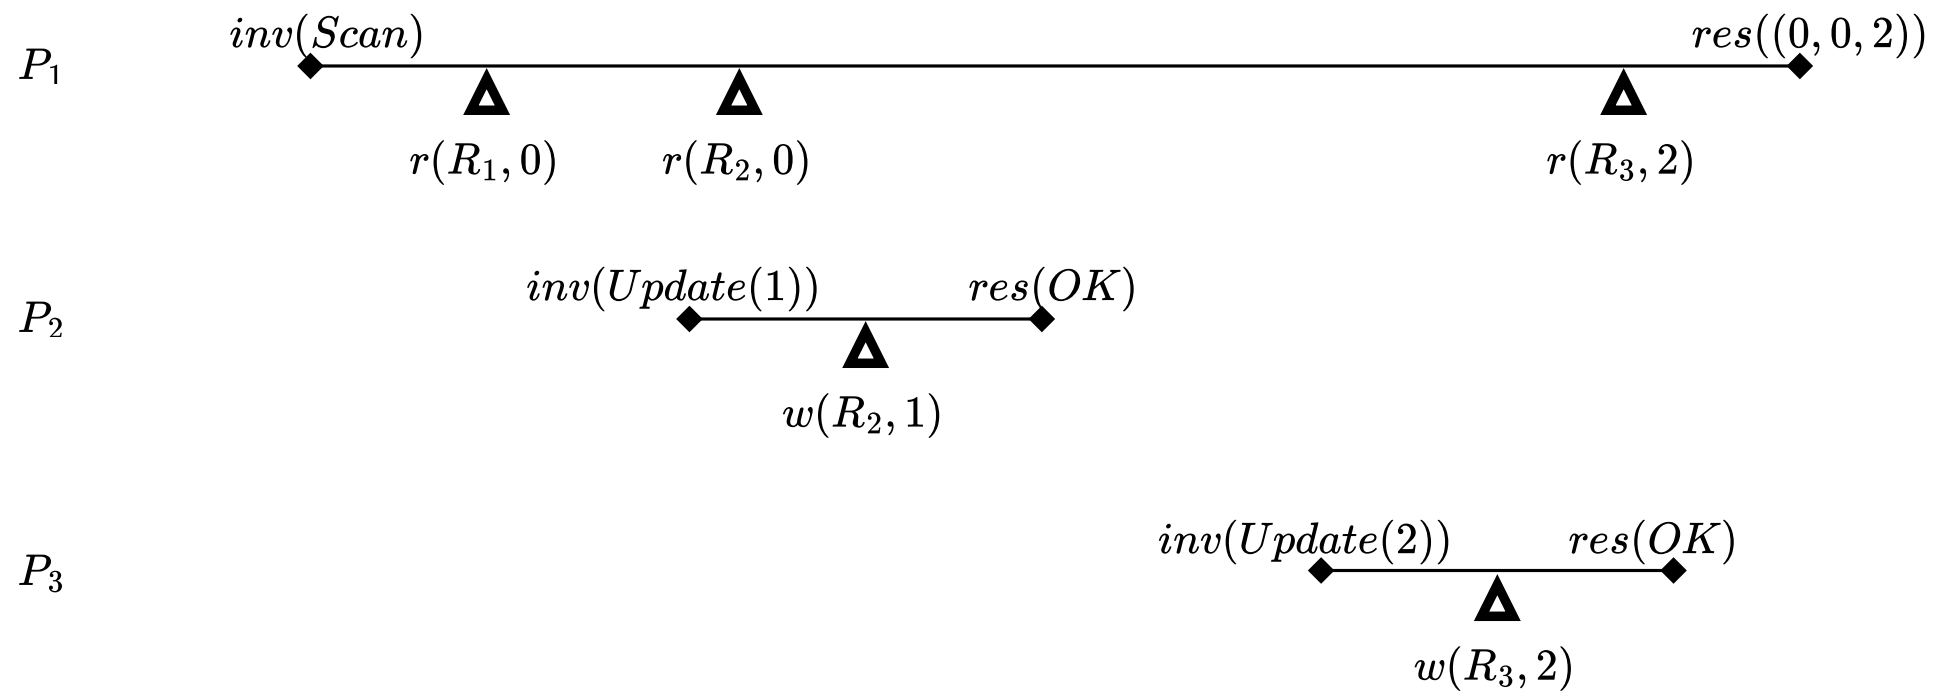 inv(Scan) res((0, 0, 2))
P₁
r(R₁, 0) r(R₂, 0) r(R₃, 2)
inv(Update(1)) res(OK)
P₂
w(R₂, 1)
inv(Update(2)) res(OK)
P₃
w(R₃, 2)